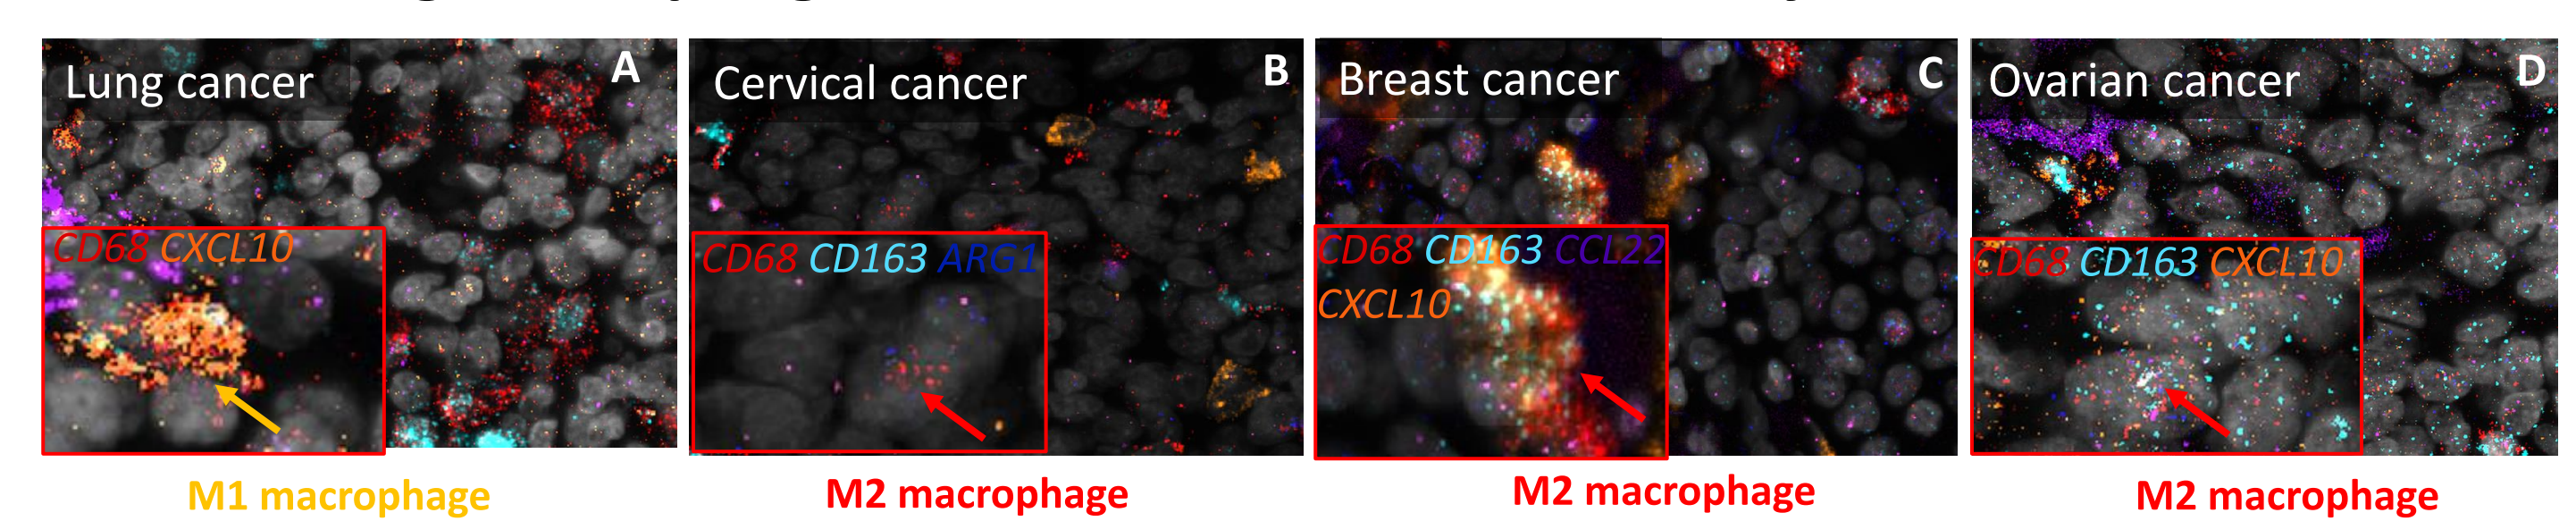 Lung cancer
A
CD68 CXCL10
M1 macrophage
Cervical cancer
B
CD68 CD163 ARG1
M2 macrophage
Breast cancer
C
CD68 CD163 CCL22
CXCL10
M2 macrophage
Ovarian cancer
D
CD68 CD163 CXCL10
M2 macrophage